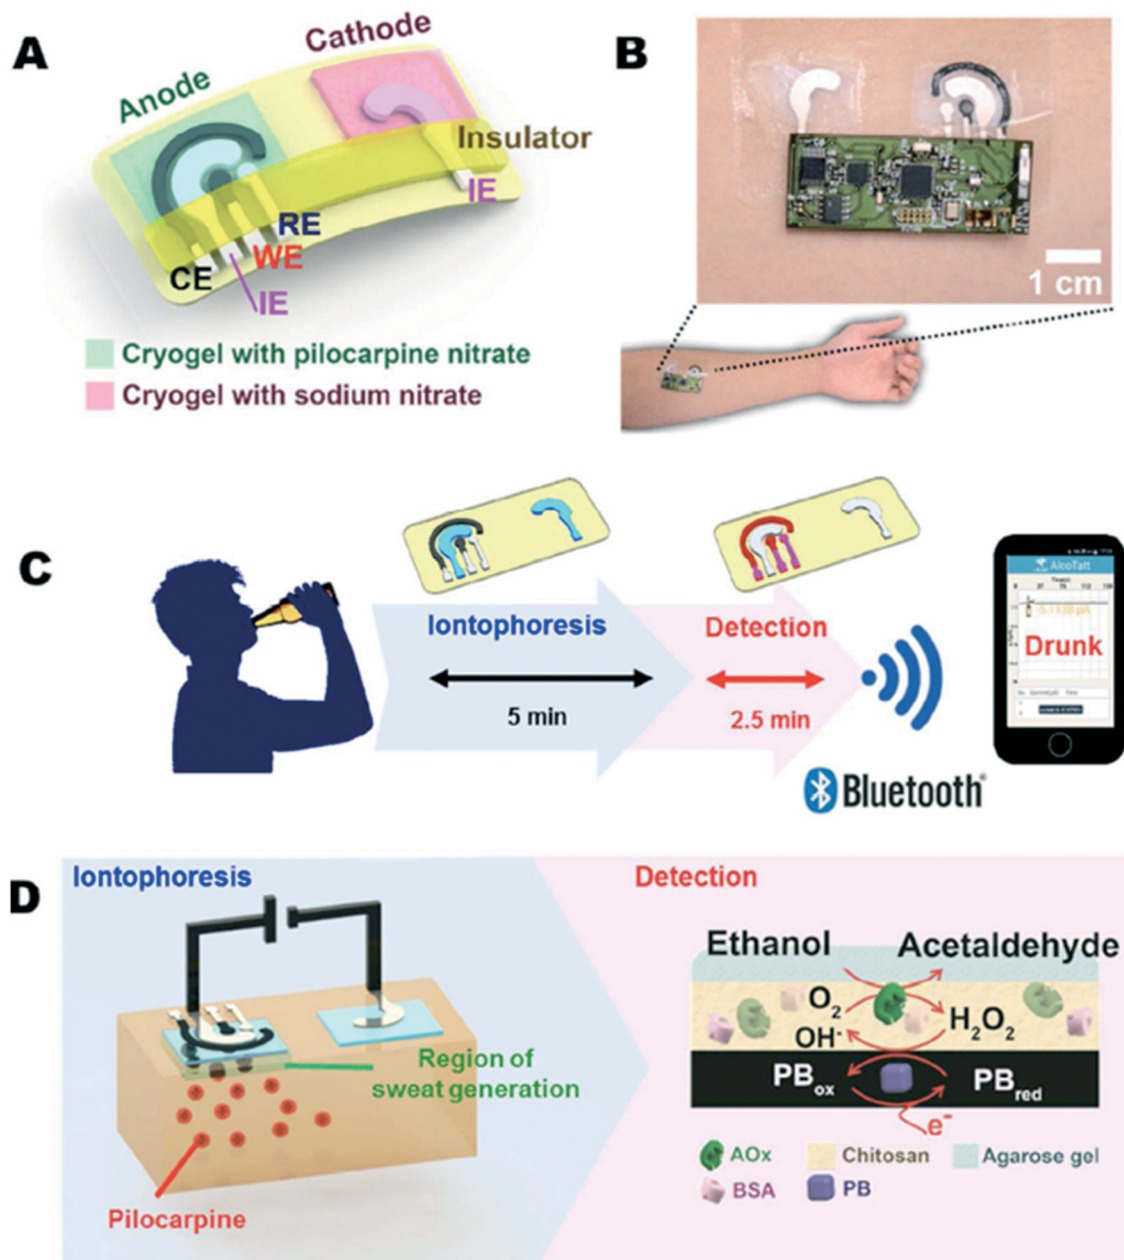 A
Anode
Cathode
Insulator
IE
RE
WE
CE
IE
Cryogel with pilocarpine nitrate
Cryogel with sodium nitrate
B
1 cm
C
Iontophoresis
5 min
Detection
2.5 min
Bluetooth
AlcoTatt
Drunk
D
Iontophoresis
Region of
sweat generation
Pilocarpine
Detection
Ethanol
Acetaldehyde
O2
H2O2
OH·
PBox
PBred
e-
AOx
Chitosan
Agarose gel
BSA
PB